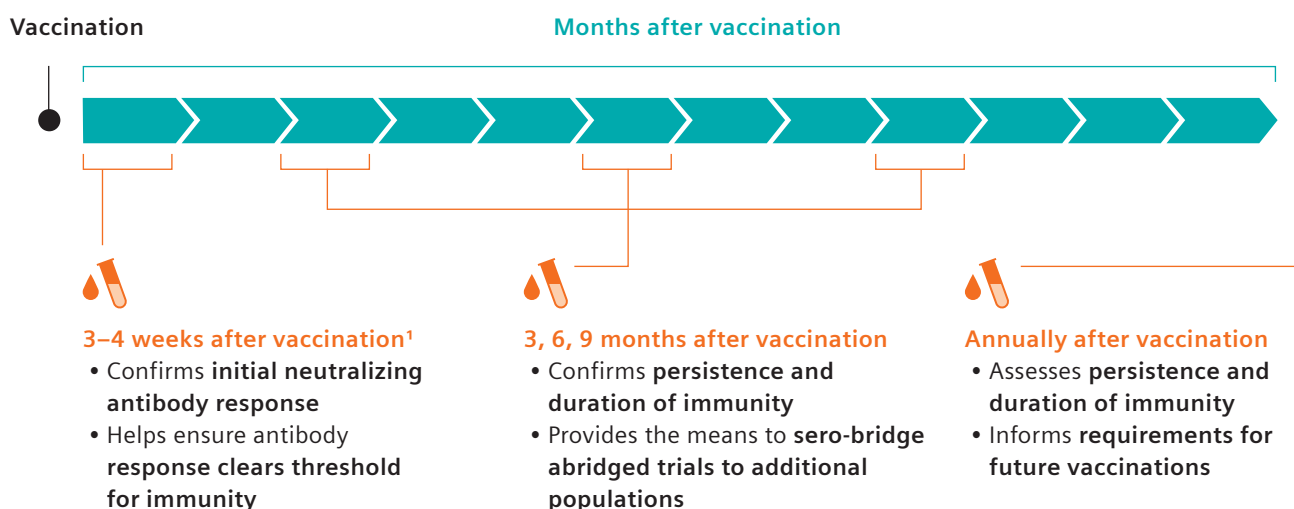 Vaccination
Months after vaccination
3–4 weeks after vaccination¹
• Confirms initial neutralizing
antibody response
• Helps ensure antibody
response clears threshold
for immunity
3, 6, 9 months after vaccination
• Confirms persistence and
duration of immunity
• Provides the means to sero-bridge
abridged trials to additional
populations
Annually after vaccination
• Assesses persistence and
duration of immunity
• Informs requirements for
future vaccinations